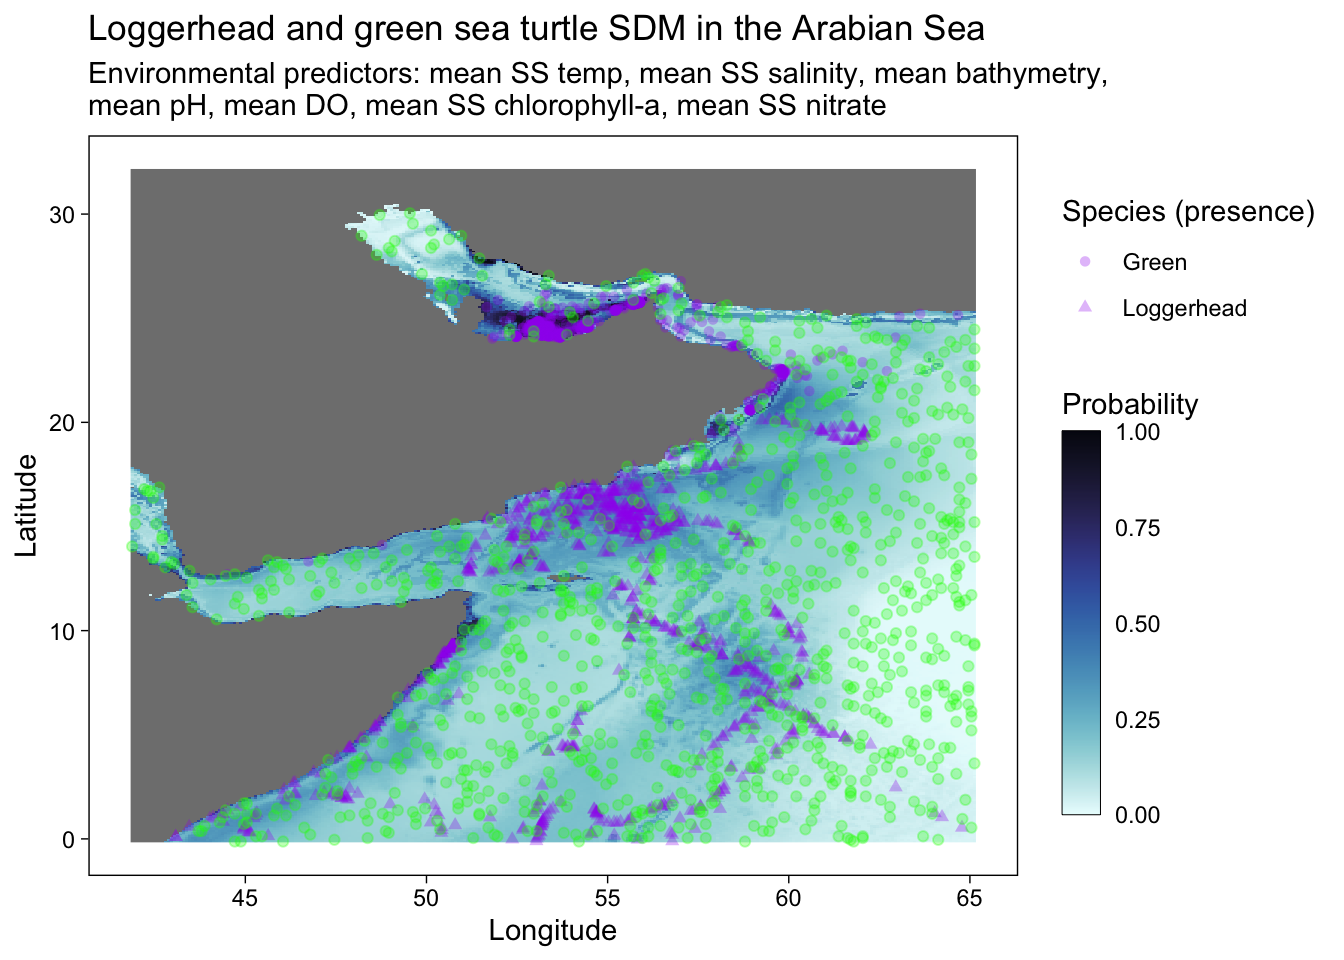 Loggerhead and green sea turtle SDM in the Arabian Sea
Environmental predictors: mean SS temp, mean SS salinity, mean bathymetry,
mean pH, mean DO, mean SS chlorophyll-a, mean SS nitrate
30
20
10
0
Latitude
45
50
55
60
65
Longitude
Species (presence)
Green
Loggerhead
Probability
1.00
0.75
0.50
0.25
0.00